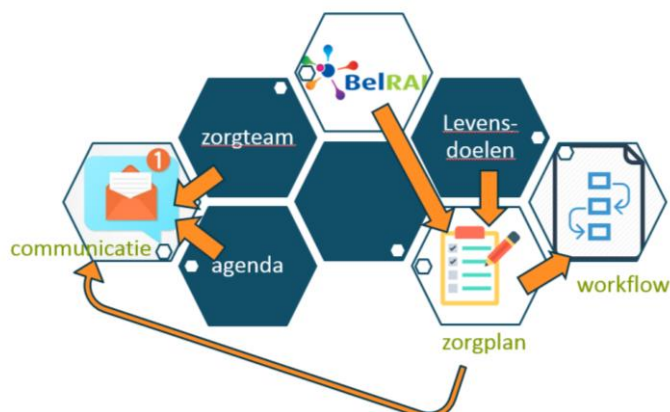 BelRAI
zorgteam
Levens-
doelen
1
communicatie
agenda
workflow
zorgplan